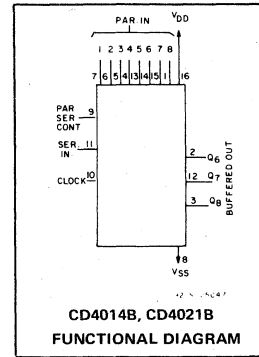 PAR IN
1 2 3 4 5 6 7 8 VDD
7 6 5 4 13 14 15 1 16
PAR
SER
CONT 9
SER.
IN 11
CLOCK 10
2 Q6
12 Q7
3 Q8
BUFFERED OUT
8
VSS
CD4014B, CD4021B
FUNCTIONAL DIAGRAM